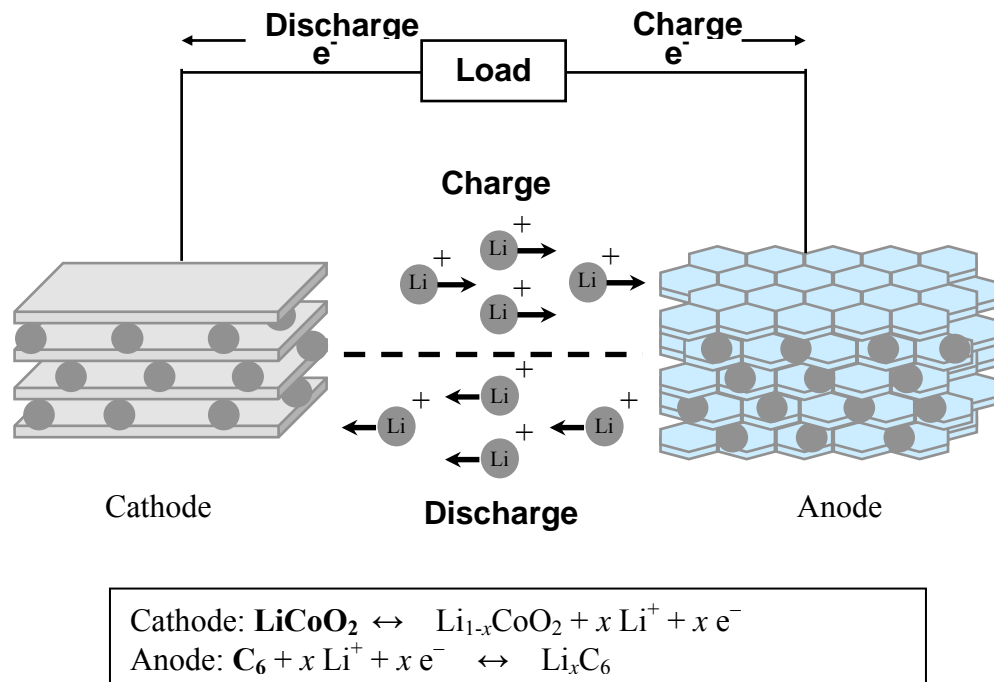 Discharge Charge
e⁻ Load e⁻
Charge
Li⁺
Li⁺ Li⁺
Li⁺
Li⁺
Li⁺ Li⁺
Li⁺
Cathode Discharge Anode
Cathode: LiCoO₂ ↔ Li₁₋ₓCoO₂ + x Li⁺ + x e⁻
Anode: C₆ + x Li⁺ + x e⁻ ↔ LiₓC₆